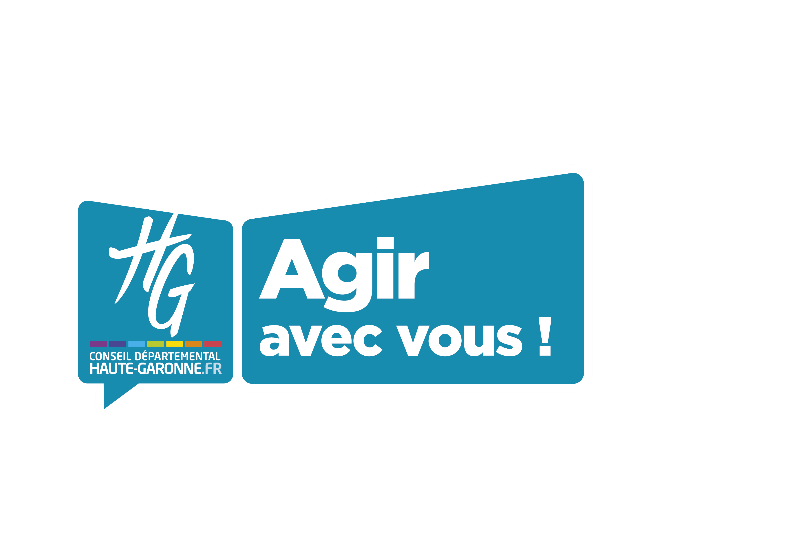 HG
CONSEIL DÉPARTEMENTAL
HAUTE-GARONNE.FR
Agir
avec vous !